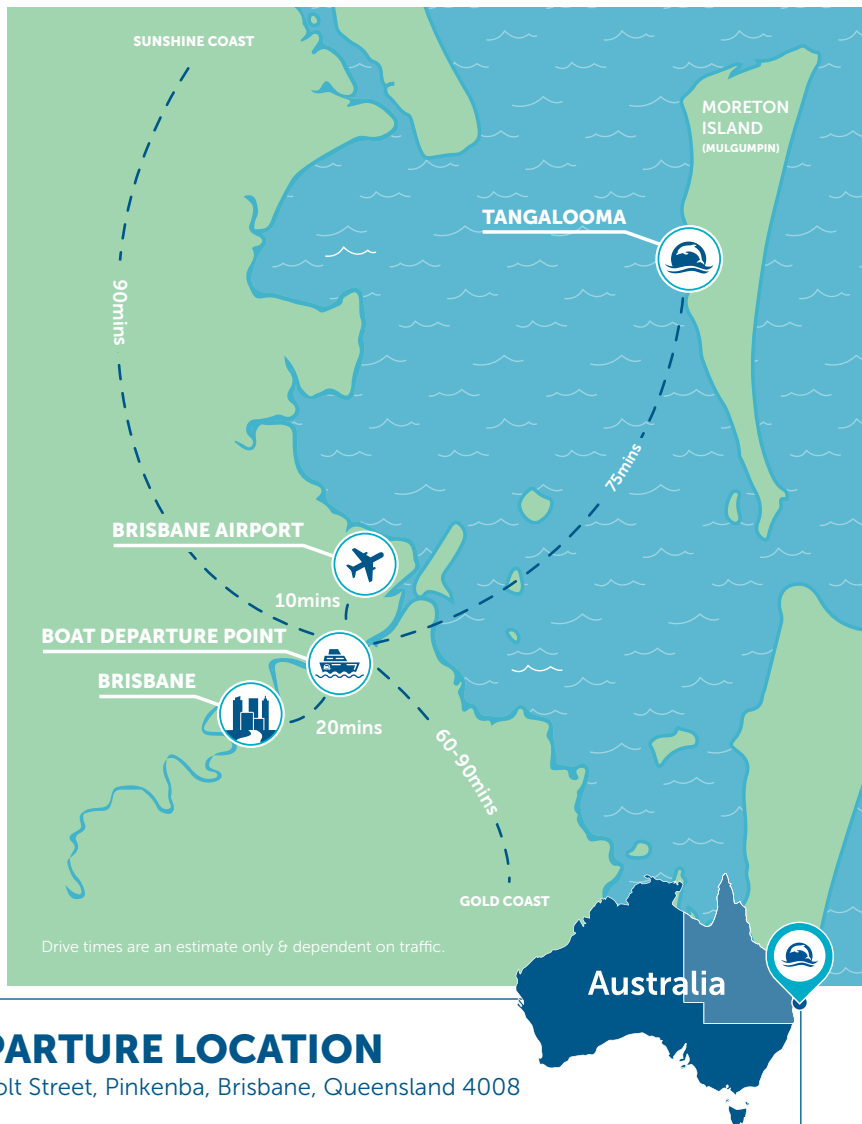 SUNSHINE COAST
MORETON
ISLAND
(MULGUMPIN)
TANGALOOMA
90mins
75mins
BRISBANE AIRPORT
10mins
BOAT DEPARTURE POINT
BRISBANE
20mins
60-90mins
GOLD COAST
Drive times are an estimate only & dependent on traffic.
Australia
PARTURE LOCATION
olt Street, Pinkenba, Brisbane, Queensland 4008